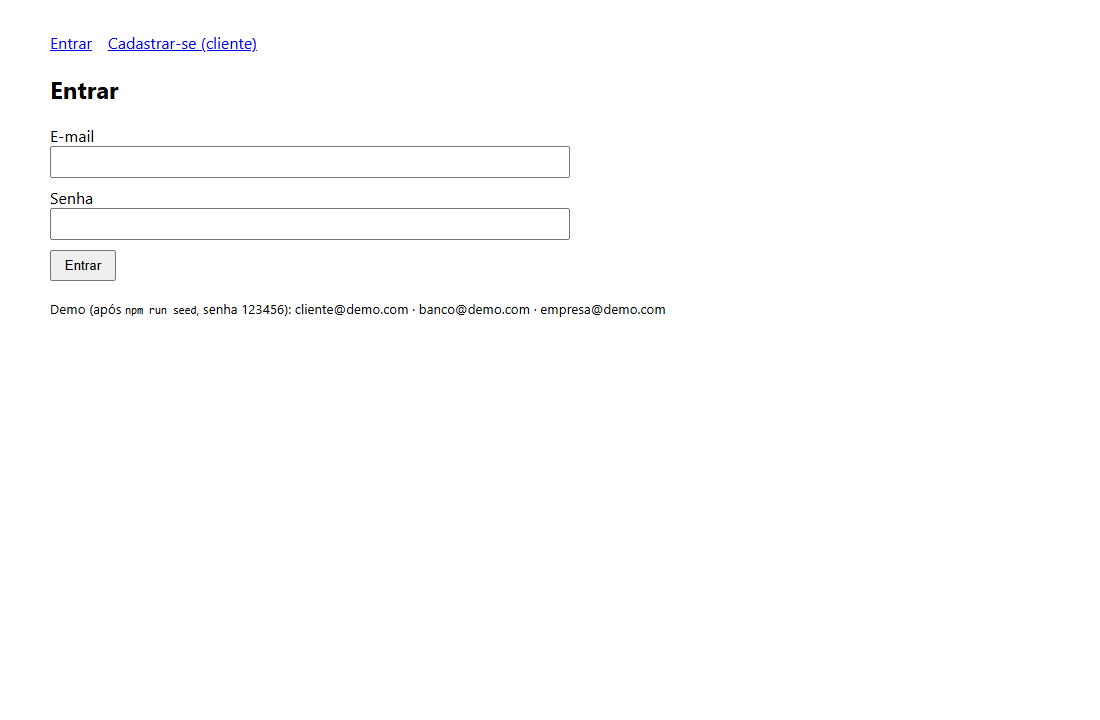 Entrar Cadastrar-se (cliente)
Entrar
E-mail
Senha
Entrar
Demo (após npm run seed, senha 123456): cliente@demo.com · banco@demo.com · empresa@demo.com